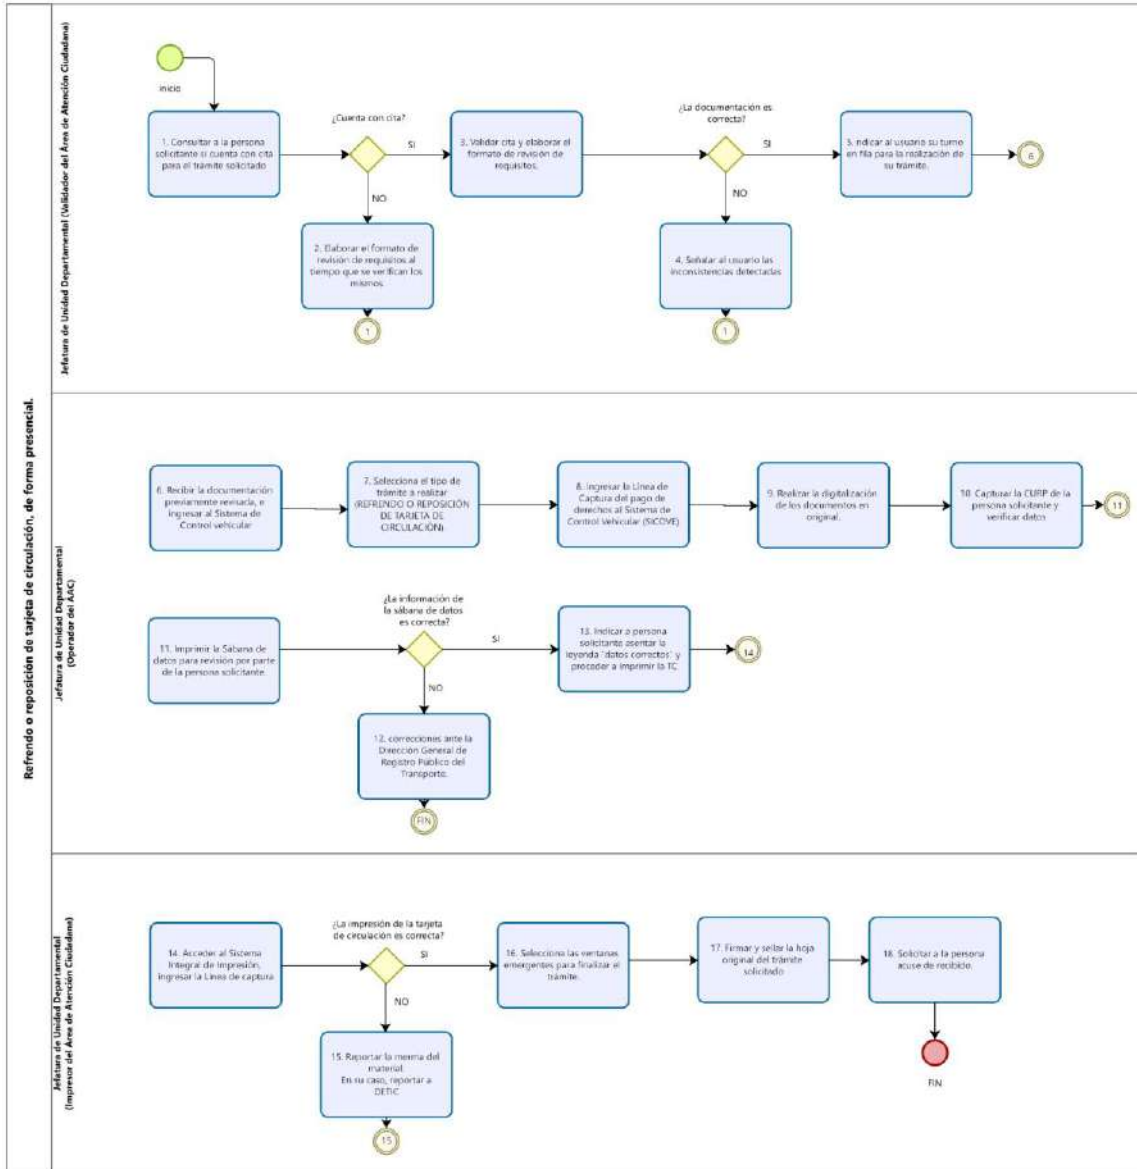 Refrendo o reposición de tarjeta de circulación, de forma presencial.
Jefatura de Unidad Departamental (Validador del Área de Atención Ciudadana)
inicio
1. Consultar a la persona
solicitante si cuenta con cita
para el trámite solicitado
¿Cuenta con cita?
SI
NO
2. Elaborar el formato de
revisión de requisitos al
tiempo que se verifican los
mismos.
1
3. Validar cita y elaborar el
formato de revisión de
requisitos.
¿La documentación es
correcta?
SI
NO
4. Señalar al usuario las
inconsistencias detectadas
1
5. ndicar al usuario su turno
en fila para la realización de
su trámite.
6
Jefatura de Unidad Departamental
(Operador del AAC)
6. Recibir la documentación
previamente revisada, e
ingresar al Sistema de
Control vehicular
7. Selecciona el tipo de
trámite a realizar
(REFRENDO O REPOSICIÓN
DE TARJETA DE
CIRCULACIÓN)
8. Ingresar la Línea de
Captura del pago de
derechos al Sistema de
Control Vehicular (SICOVE)
9. Realizar la digitalización
de los documentos en
original.
10. Capturar la CURP de la
persona solicitante y
verificar datos
11
11. Imprimir la Sábana de
datos para revisión por parte
de la persona solicitante.
¿La información de
la sábana de datos
es correcta?
SI
NO
12. correcciones ante la
Dirección General de
Registro Público del
Transporte.
FIN
13. Indicar a persona
solicitante asentar la
leyenda ¨datos correctos¨ y
proceder a imprimir la TC
14
Jefatura de Unidad Departamental
(Impresor del Área de Atención Ciudadana)
14. Acceder al Sistema
Integral de Impresión,
ingresar la Línea de captura
¿La impresión de la tarjeta
de circulación es correcta?
SI
NO
15. Reportar la merma del
material.
En su caso, reportar a
DETIC
15
16. Selecciona las ventanas
emergentes para finalizar el
trámite.
17. Firmar y sellar la hoja
original del trámite
solicitado
18. Solicitar a la persona
acuse de recibido.
FIN